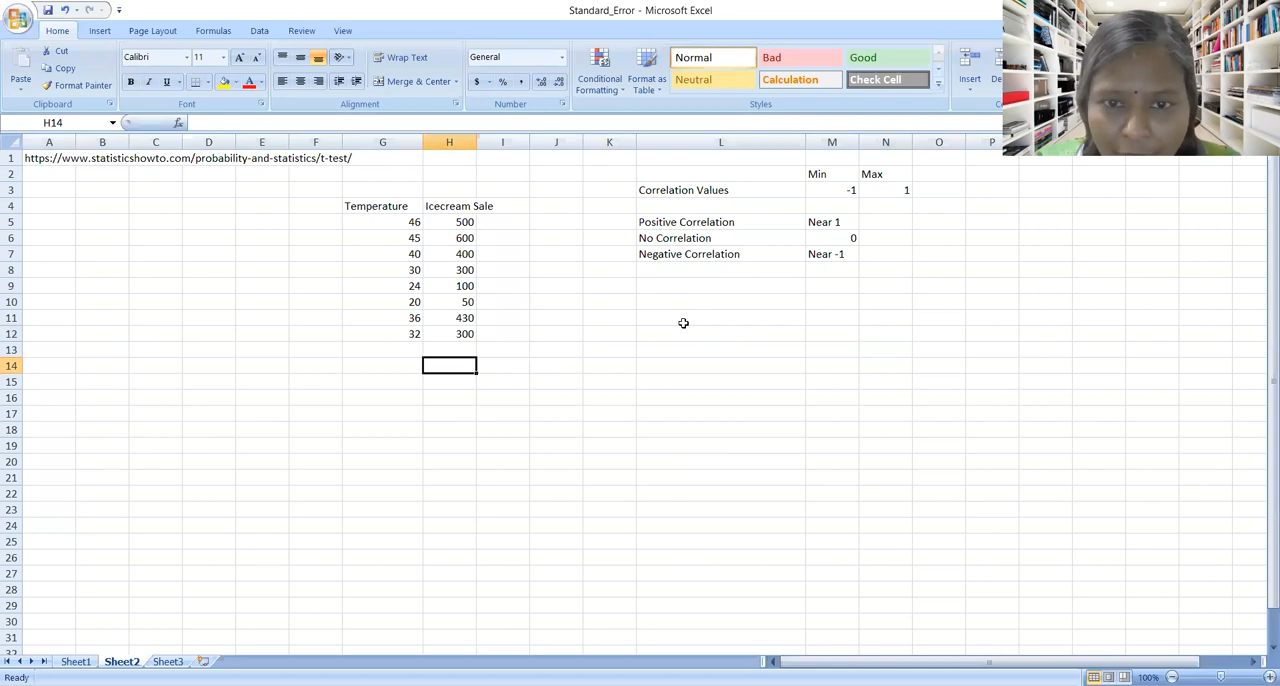 Standard_Error - Microsoft Excel
Home Insert Page Layout Formulas Data Review View
Cut
Copy
Format Painter
Paste
Clipboard
Calibri 11
B I U
Font
Wrap Text
Merge & Center
Alignment
General
$ % ,
Number
Conditional Formatting
Format as Table
Normal Bad Good
Neutral Calculation Check Cell
Styles
Insert
H14 fx
A B C D E F G H I J K L M N O P
1 https://www.statisticshowto.com/probability-and-statistics/t-test/
2 Min Max
3 Correlation Values -1 1
4 Temperature Icecream Sale
5 46 500 Positive Correlation Near 1
6 45 600 No Correlation 0
7 40 400 Negative Correlation Near -1
8 30 300
9 24 100
10 20 50
11 36 430
12 32 300
13
14
15
16
17
18
19
20
21
22
23
24
25
26
27
28
29
30
31
32
Sheet1 Sheet2 Sheet3
Ready 100%